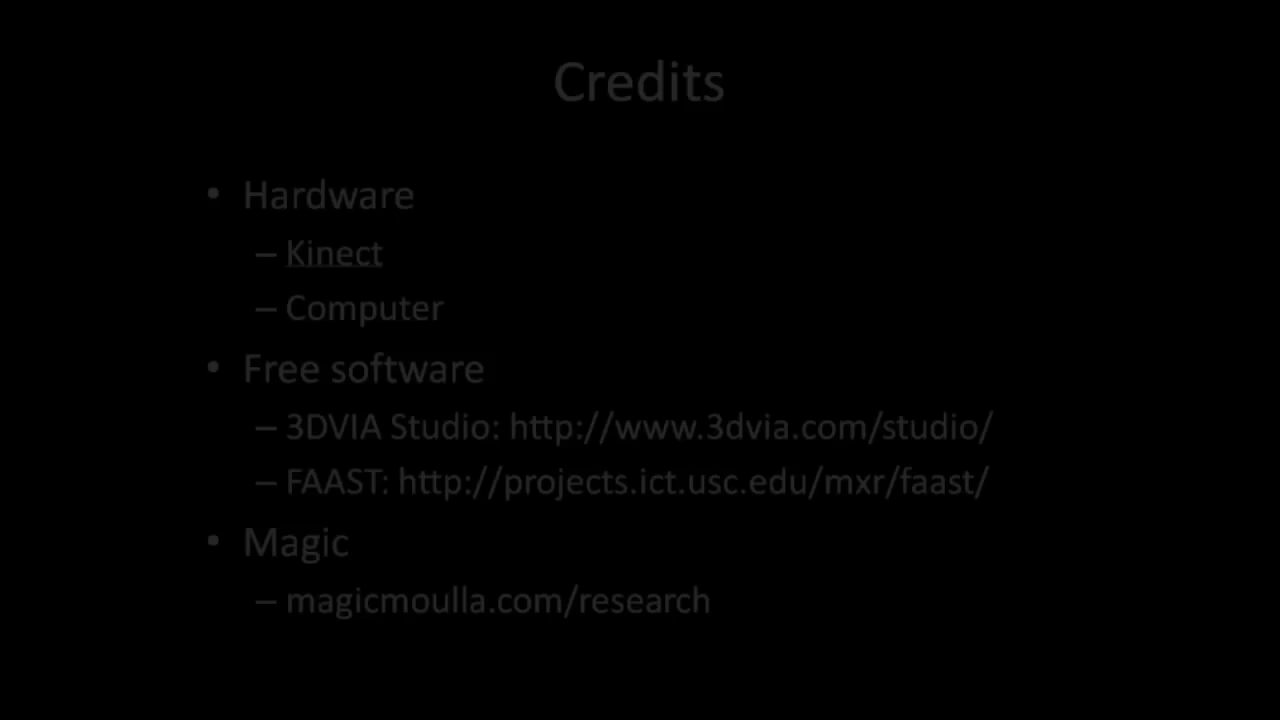 Credits
• Hardware
– Kinect
– Computer
• Free software
– 3DVIA Studio: http://www.3dvia.com/studio/
– FAAST: http://projects.ict.usc.edu/mxr/faast/
• Magic
– magicmoulla.com/research